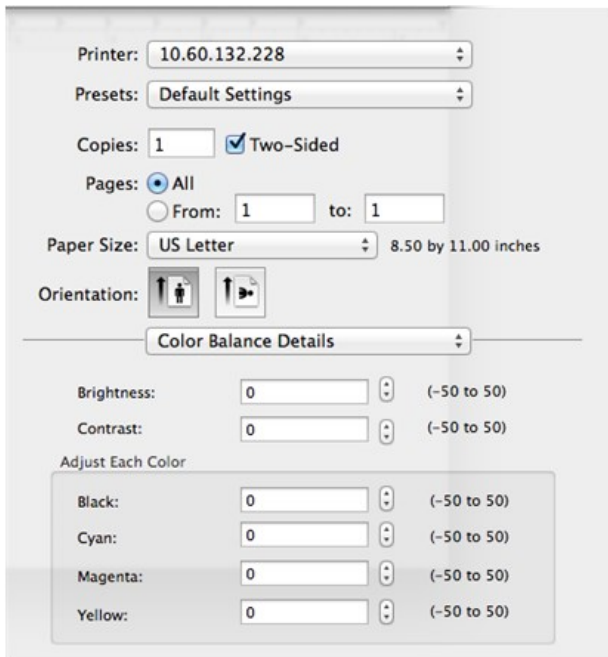 Printer: 10.60.132.228
Presets: Default Settings
Copies: 1 Two-Sided
Pages: All
From: 1 to: 1
Paper Size: US Letter 8.50 by 11.00 inches
Orientation:
Color Balance Details
Brightness: 0 (-50 to 50)
Contrast: 0 (-50 to 50)
Adjust Each Color
Black: 0 (-50 to 50)
Cyan: 0 (-50 to 50)
Magenta: 0 (-50 to 50)
Yellow: 0 (-50 to 50)